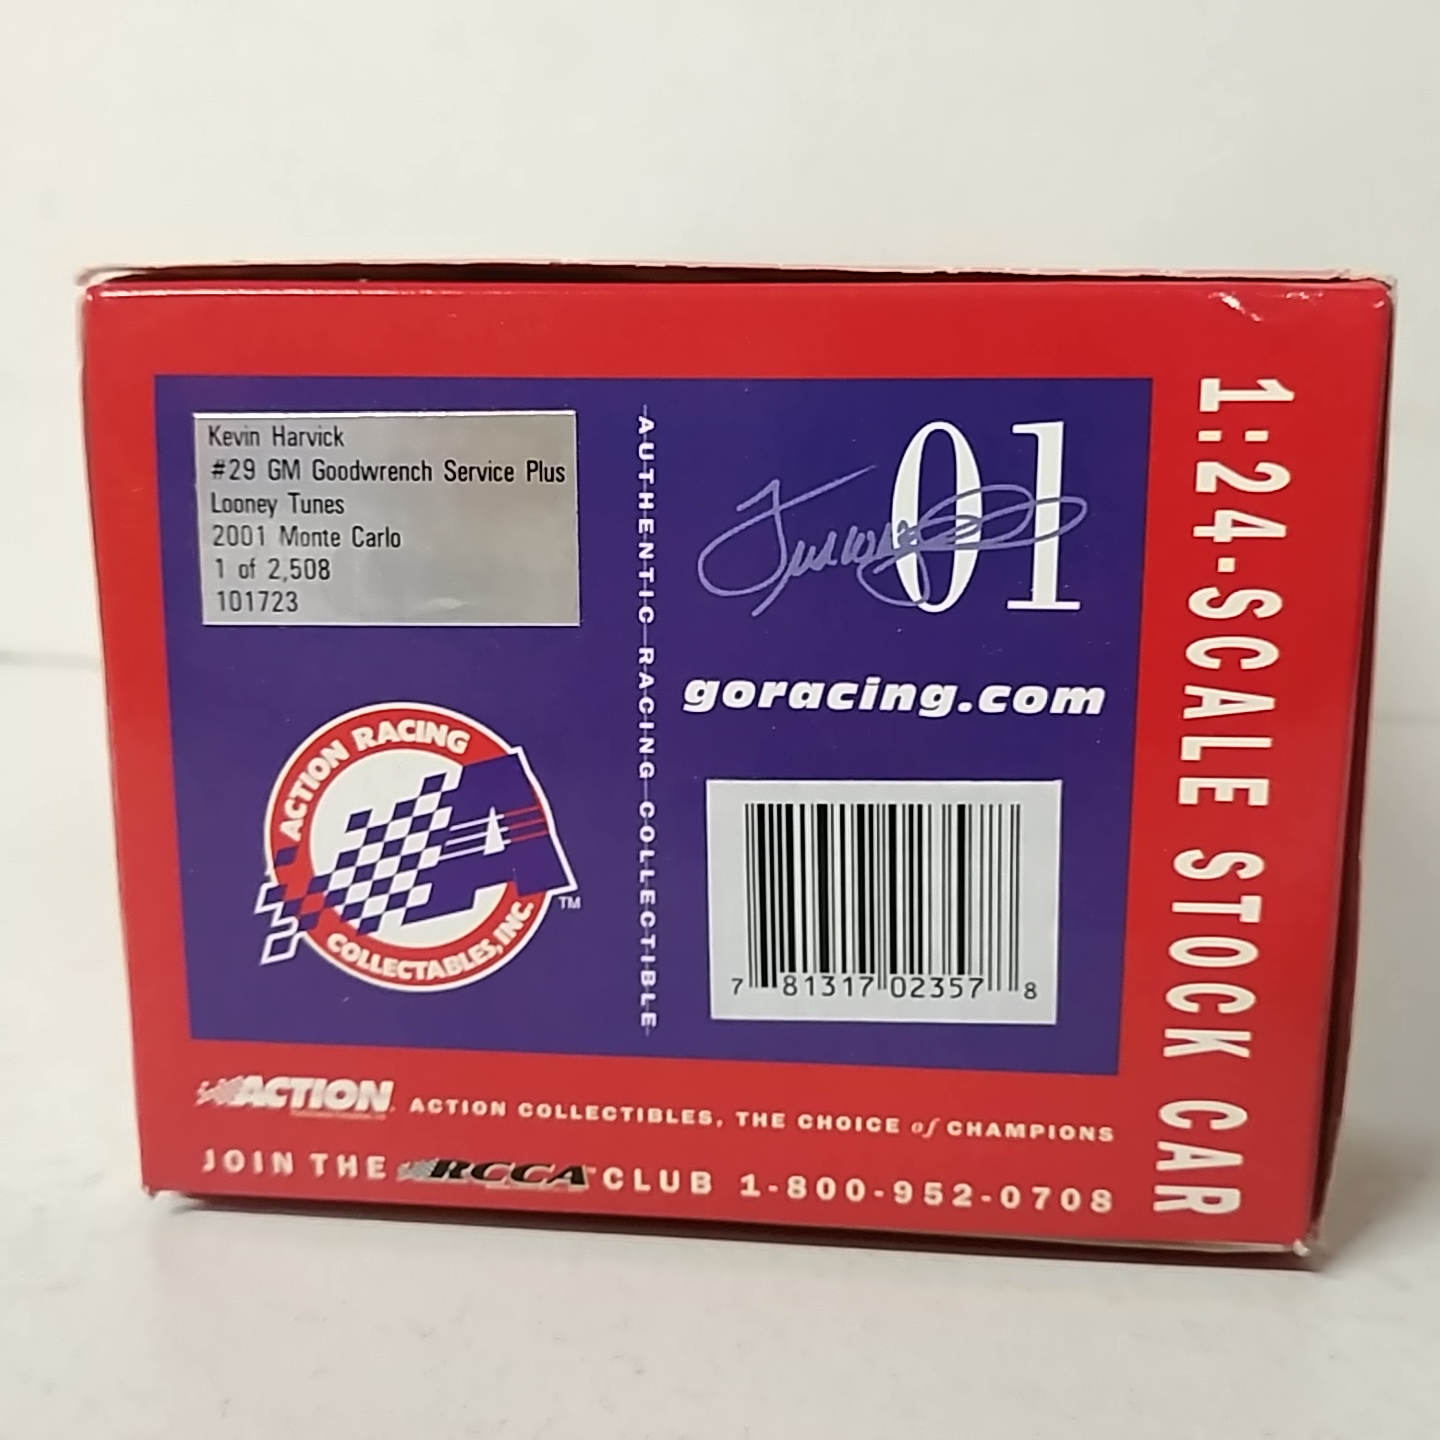 Kevin Harvick
#29 GM Goodwrench Service Plus
Looney Tunes
2001 Monte Carlo
1 of 2,508
101723
AUTHENTIC RACING COLLECTIBLE
01
goracing.com
ACTION RACING
COLLECTABLES, INC.
TM
7 81317 02357 8
1:24-SCALE STOCK CAR
ACTION
ACTION COLLECTIBLES, THE CHOICE of CHAMPIONS
JOIN THE RCCA CLUB 1-800-952-0708